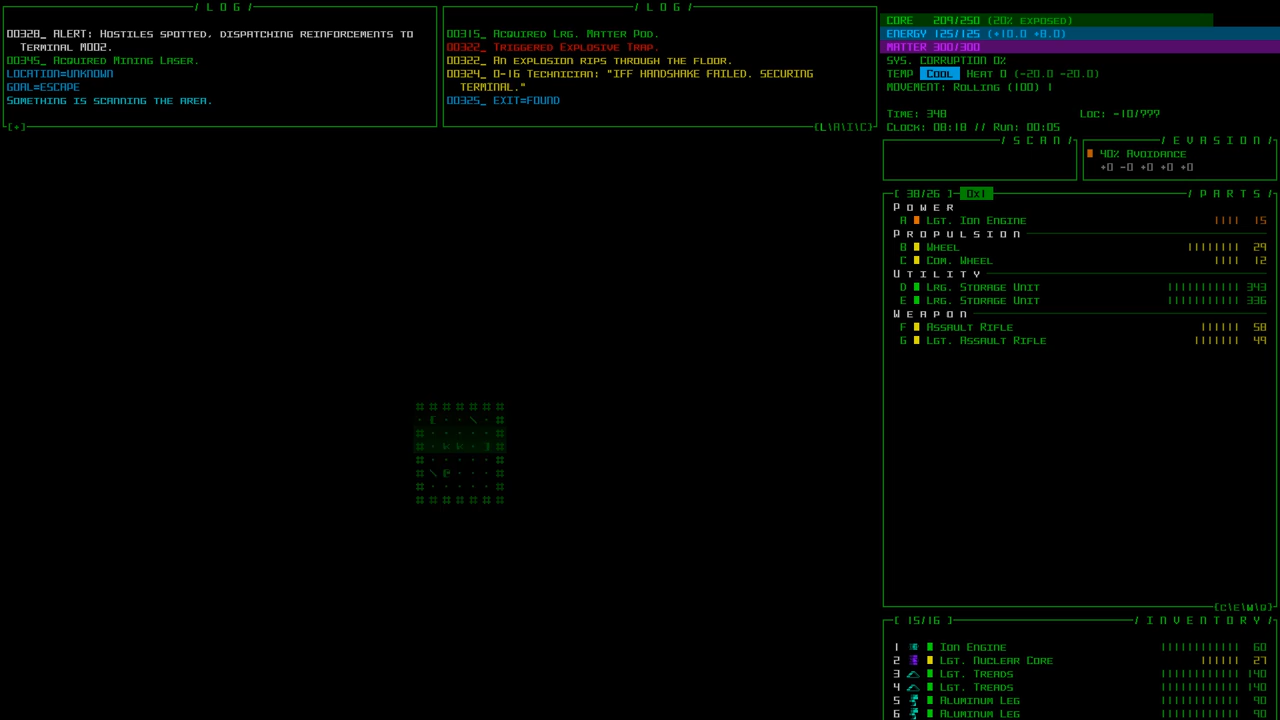 / L O G /
00328_ ALERT: HOSTILES SPOTTED, DISPATCHING REINFORCEMENTS TO
TERMINAL M002.
00345_ ACQUIRED MINING LASER.
LOCATION=UNKNOWN
GOAL=ESCAPE
SOMETHING IS SCANNING THE AREA.
[+]
/ L O G /
00315_ ACQUIRED LRG. MATTER POD.
00322_ TRIGGERED EXPLOSIVE TRAP.
00322_ AN EXPLOSION RIPS THROUGH THE FLOOR.
00324_ O-16 TECHNICIAN: "IFF HANDSHAKE FAILED. SECURING
TERMINAL."
00325_ EXIT=FOUND
{L\A\I\C}
CORE 209/250 (20% EXPOSED)
ENERGY 125/125 (+10.0 +8.0)
MATTER 300/300
SYS. CORRUPTION 0%
TEMP COOL HEAT 0 (-20.0 -20.0)
MOVEMENT: ROLLING (100) 1
TIME: 348 LOC: -10/???
CLOCK: 08:18 // RUN: 00:05
/ S C A N /
/ E V A S I O N /
40% AVOIDANCE
+0 -0 +0 +0 +0
[ 38/26 ] 0x1 / P A R T S /
P O W E R
A LGT. ION ENGINE 15
P R O P U L S I O N
B WHEEL 29
C COM. WHEEL 12
U T I L I T Y
D LRG. STORAGE UNIT 343
E LRG. STORAGE UNIT 336
W E A P O N
F ASSAULT RIFLE 58
G LGT. ASSAULT RIFLE 49
{C\E\W\Q}
[ 15/16 ] / I N V E N T O R Y /
1 ION ENGINE 60
2 LGT. NUCLEAR CORE 27
3 LGT. TREADS 140
4 LGT. TREADS 140
5 ALUMINUM LEG 90
6 ALUMINUM LEG 90